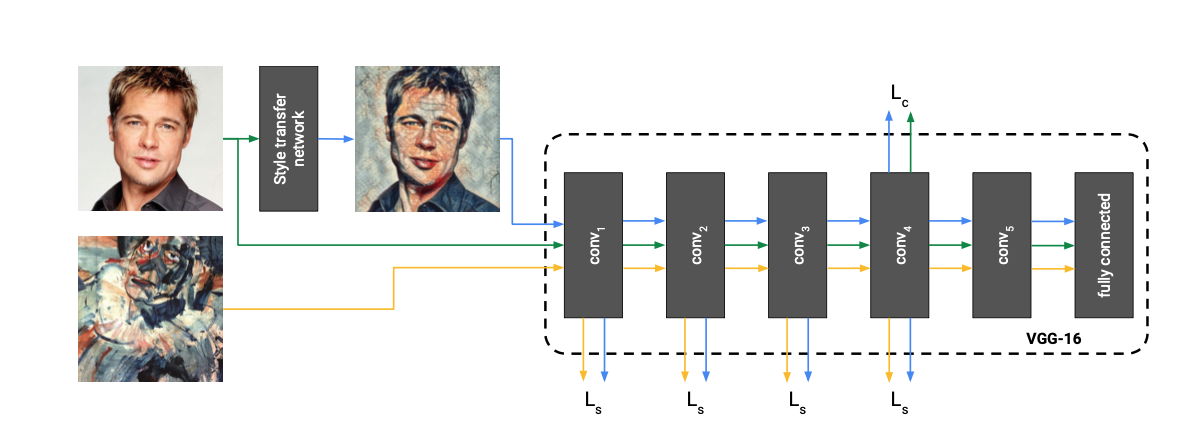 Style transfer
network
L_c
conv_1
conv_2
conv_3
conv_4
conv_5
fully connected
VGG-16
L_s
L_s
L_s
L_s